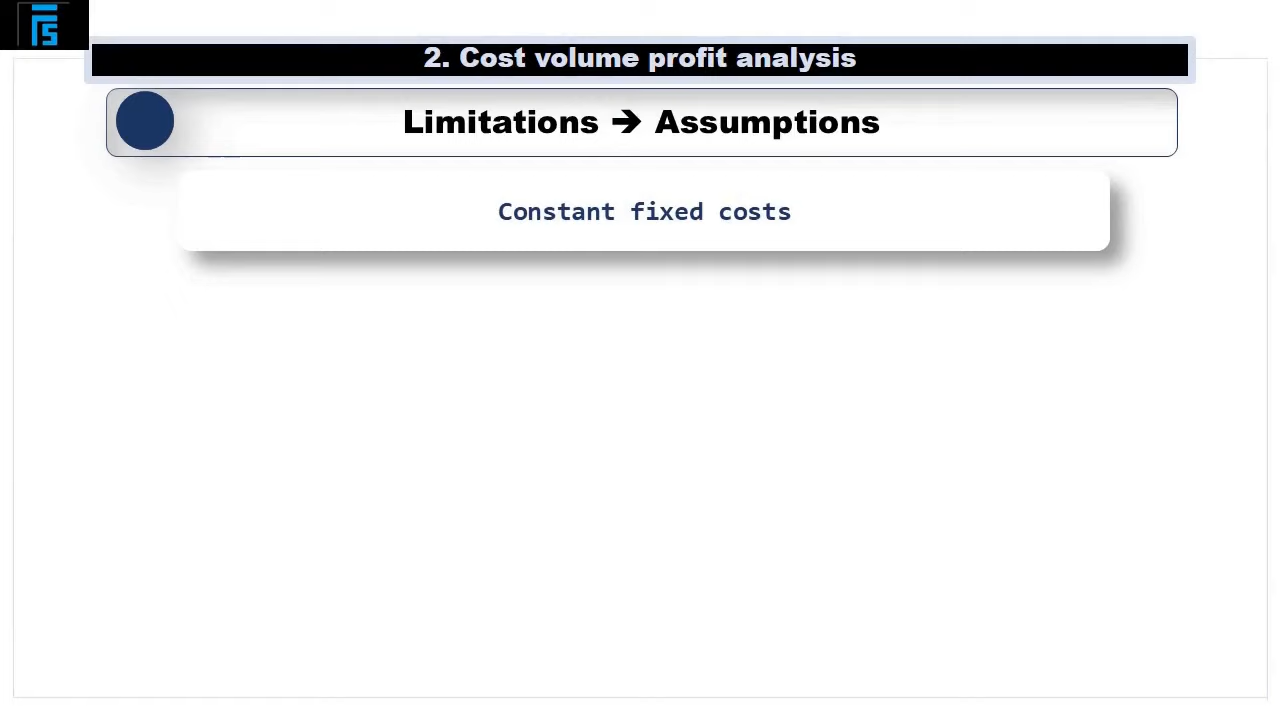 2. Cost volume profit analysis
Limitations ➔ Assumptions
Constant fixed costs